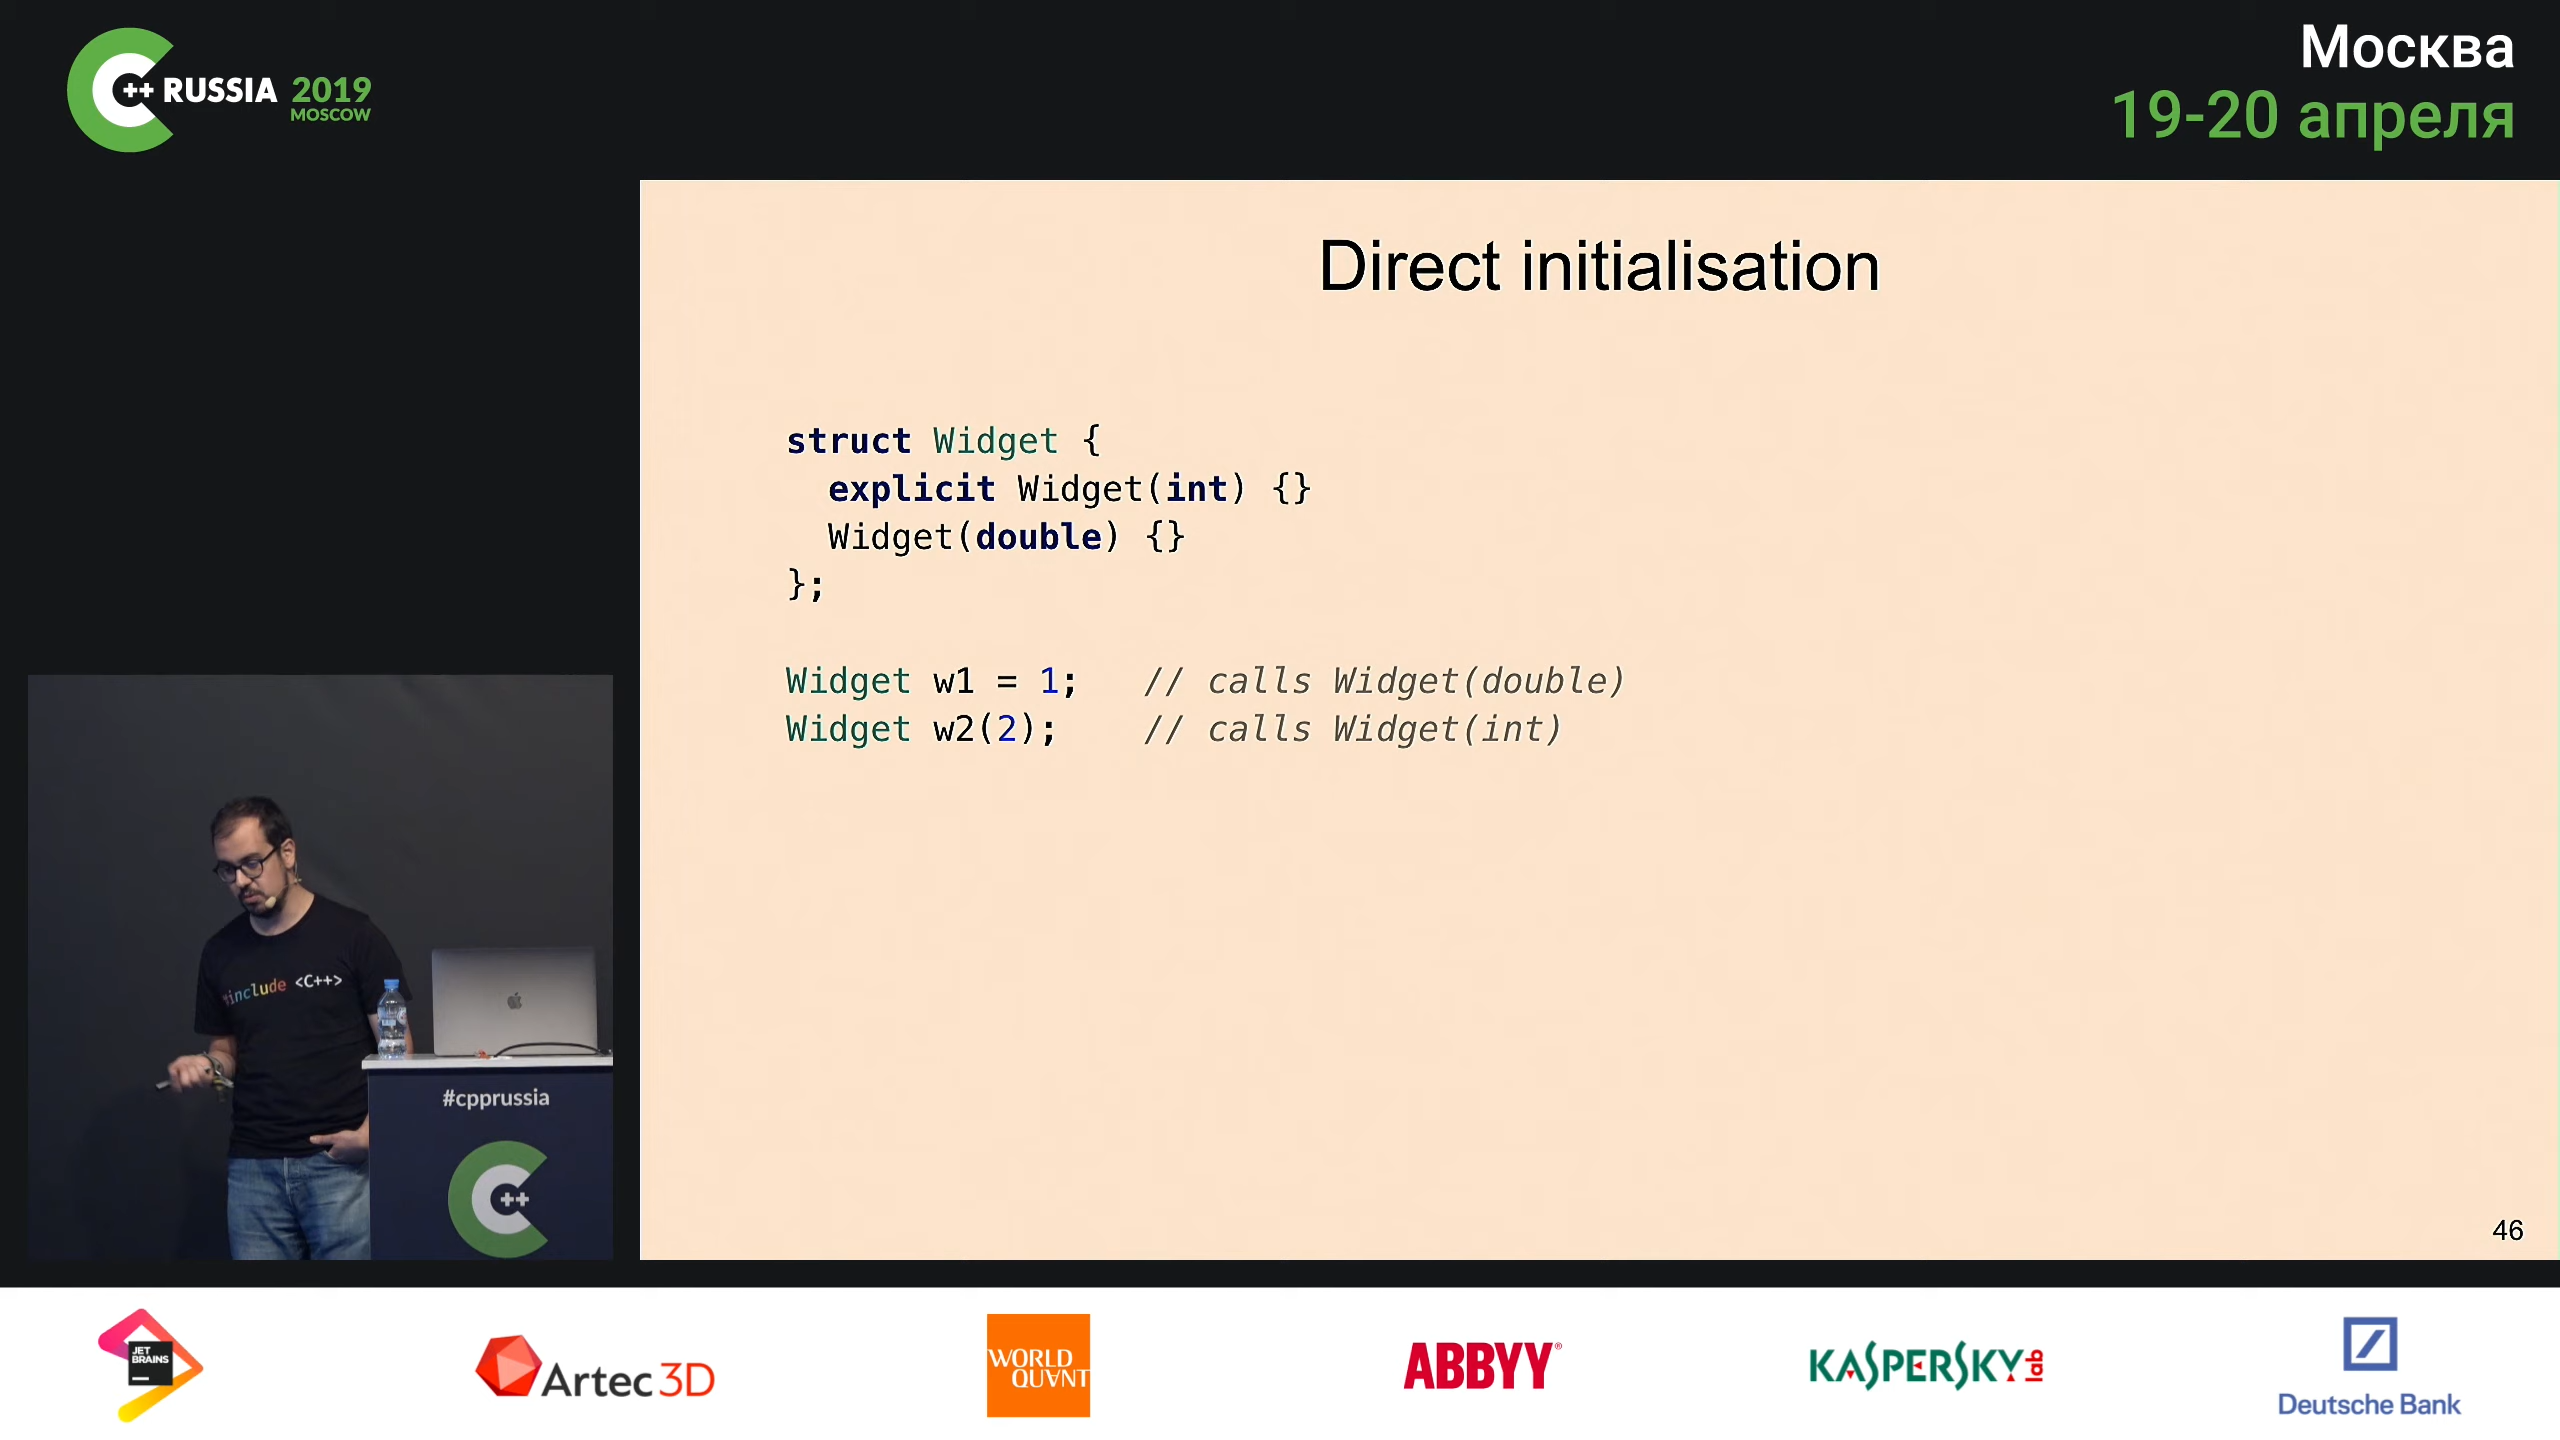 C++ RUSSIA 2019
MOSCOW
Москва
19-20 апреля
Direct initialisation
struct Widget {
  explicit Widget(int) {}
  Widget(double) {}
};
Widget w1 = 1;   // calls Widget(double)
Widget w2(2);    // calls Widget(int)
46
#include <C++>
#cpprussia
C++
JET
BRAINS
Artec 3D
WORLD
QUANT
ABBYY®
KASPERSKY lab
Deutsche Bank